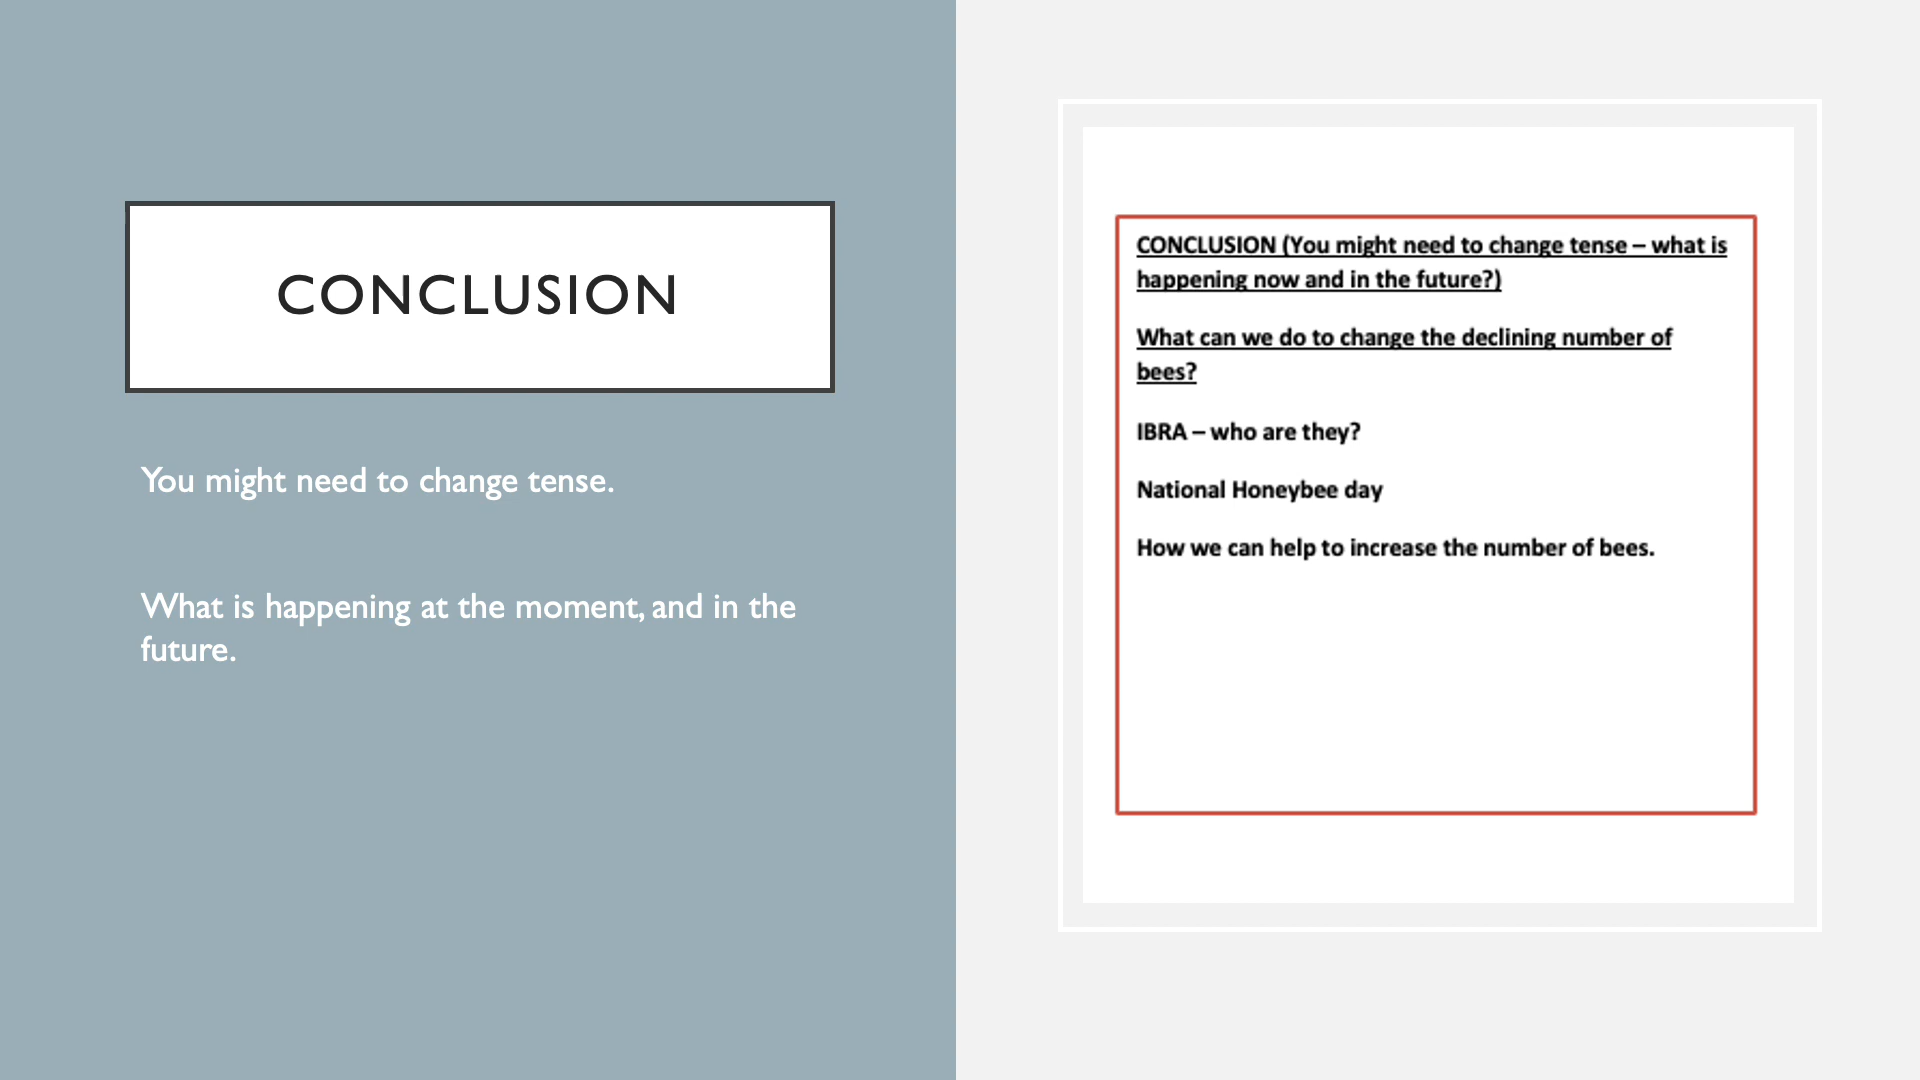 CONCLUSION
You might need to change tense.
What is happening at the moment, and in the
future.
CONCLUSION (You might need to change tense – what is
happening now and in the future?)
What can we do to change the declining number of
bees?
IBRA – who are they?
National Honeybee day
How we can help to increase the number of bees.